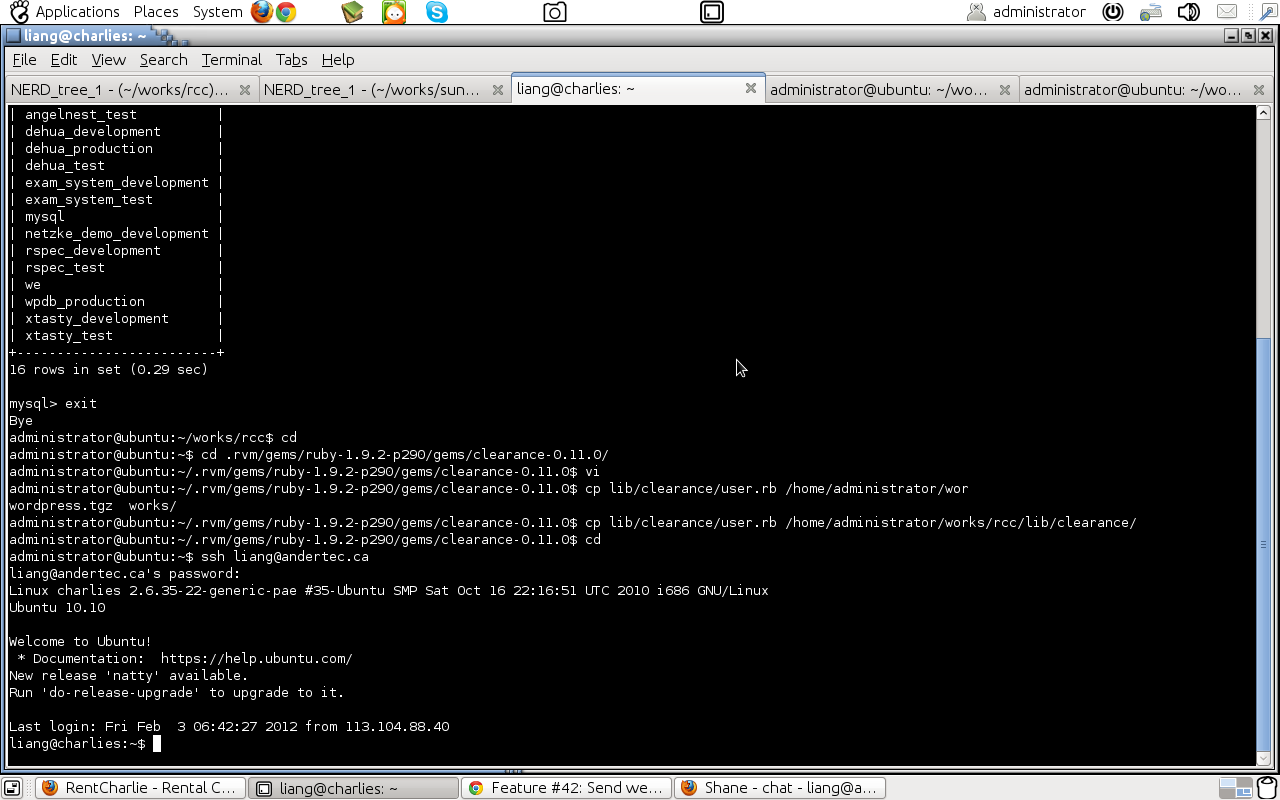 Applications Places System administrator
liang@charlies: ~
File Edit View Search Terminal Tabs Help
NERD_tree_1 - (~/works/rcc)... NERD_tree_1 - (~/works/sun... liang@charlies: ~ administrator@ubuntu: ~/wo... administrator@ubuntu: ~/wo...
| angelnest_test |
| dehua_development |
| dehua_production |
| dehua_test |
| exam_system_development |
| exam_system_test |
| mysql |
| netzke_demo_development |
| rspec_development |
| rspec_test |
| we |
| wpdb_production |
| xtasty_development |
| xtasty_test |
+-------------------------+
16 rows in set (0.29 sec)
mysql> exit
Bye
administrator@ubuntu:~/works/rcc$ cd
administrator@ubuntu:~$ cd .rvm/gems/ruby-1.9.2-p290/gems/clearance-0.11.0/
administrator@ubuntu:~/.rvm/gems/ruby-1.9.2-p290/gems/clearance-0.11.0$ vi
administrator@ubuntu:~/.rvm/gems/ruby-1.9.2-p290/gems/clearance-0.11.0$ cp lib/clearance/user.rb /home/administrator/wor
wordpress.tgz works/
administrator@ubuntu:~/.rvm/gems/ruby-1.9.2-p290/gems/clearance-0.11.0$ cp lib/clearance/user.rb /home/administrator/works/rcc/lib/clearance/
administrator@ubuntu:~/.rvm/gems/ruby-1.9.2-p290/gems/clearance-0.11.0$ cd
administrator@ubuntu:~$ ssh liang@andertec.ca
liang@andertec.ca's password:
Linux charlies 2.6.35-22-generic-pae #35-Ubuntu SMP Sat Oct 16 22:16:51 UTC 2010 i686 GNU/Linux
Ubuntu 10.10
Welcome to Ubuntu!
* Documentation: https://help.ubuntu.com/
New release 'natty' available.
Run 'do-release-upgrade' to upgrade to it.
Last login: Fri Feb 3 06:42:27 2012 from 113.104.88.40
liang@charlies:~$
RentCharlie - Rental C... liang@charlies: ~ Feature #42: Send we... Shane - chat - liang@a...